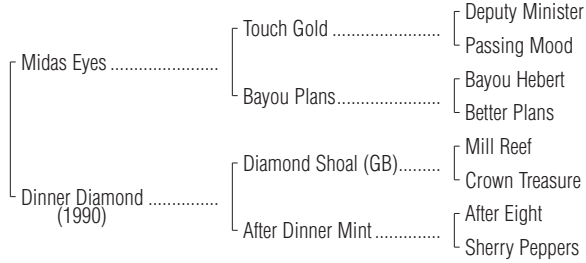 Deputy Minister
Touch Gold ......................
Passing Mood
Midas Eyes ......................
Bayou Hebert
Bayou Plans.....................
Better Plans
Mill Reef
Diamond Shoal (GB).........
Crown Treasure
Dinner Diamond ..............
(1990)
After Eight
After Dinner Mint...............
Sherry Peppers